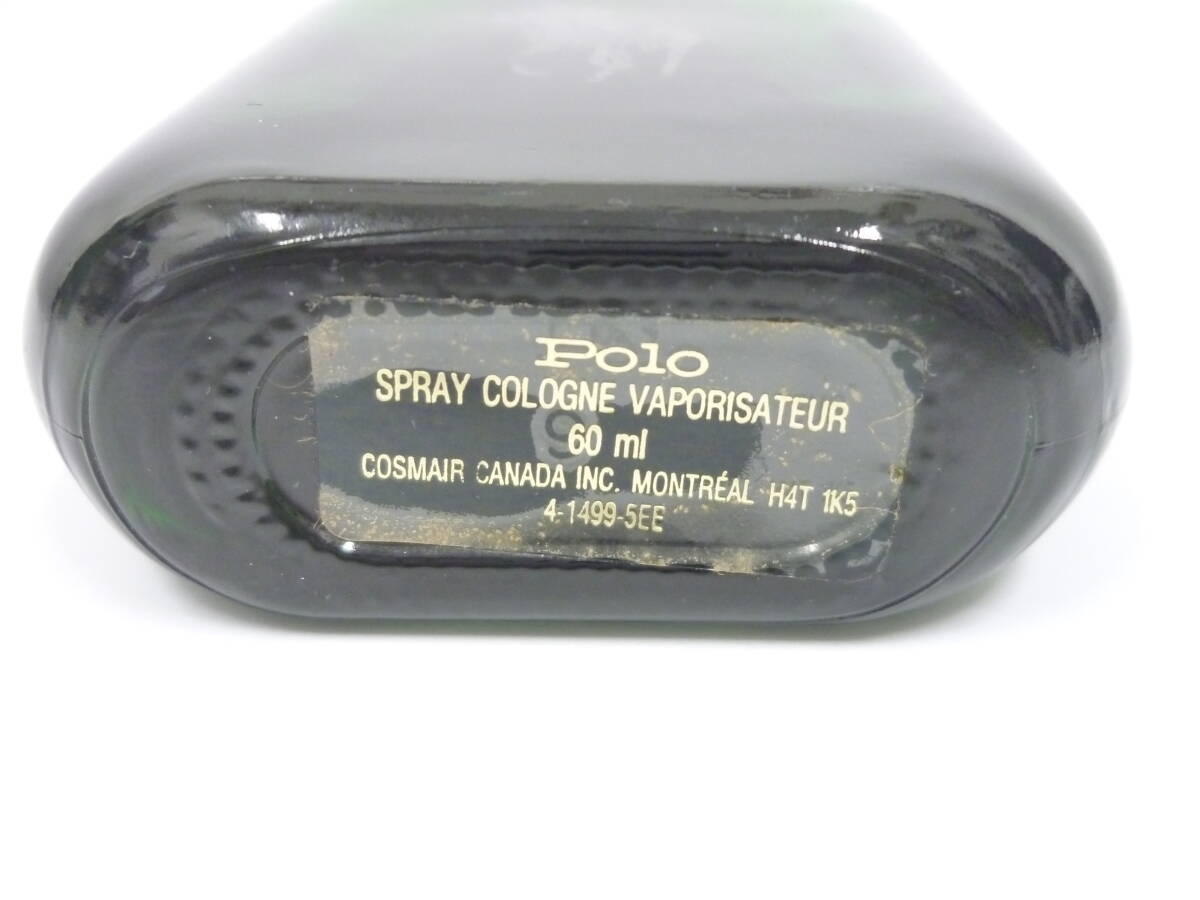 Polo
SPRAY COLOGNE VAPORISATEUR
60 ml
COSMAIR CANADA INC. MONTRÉAL H4T 1K5
4-1499-5EE